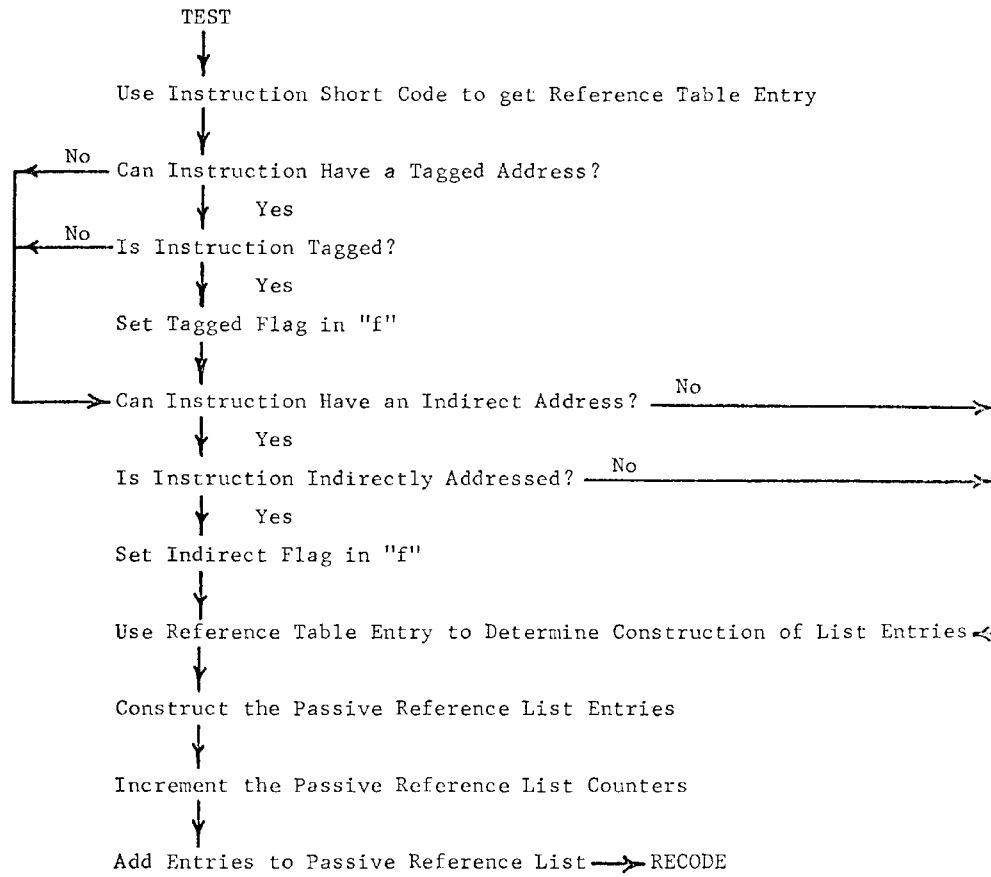 TEST
Use Instruction Short Code to get Reference Table Entry
No
Can Instruction Have a Tagged Address?
Yes
No
Is Instruction Tagged?
Yes
Set Tagged Flag in "f"
Can Instruction Have an Indirect Address?
No
Yes
Is Instruction Indirectly Addressed?
No
Yes
Set Indirect Flag in "f"
Use Reference Table Entry to Determine Construction of List Entries
Construct the Passive Reference List Entries
Increment the Passive Reference List Counters
Add Entries to Passive Reference List RECODE